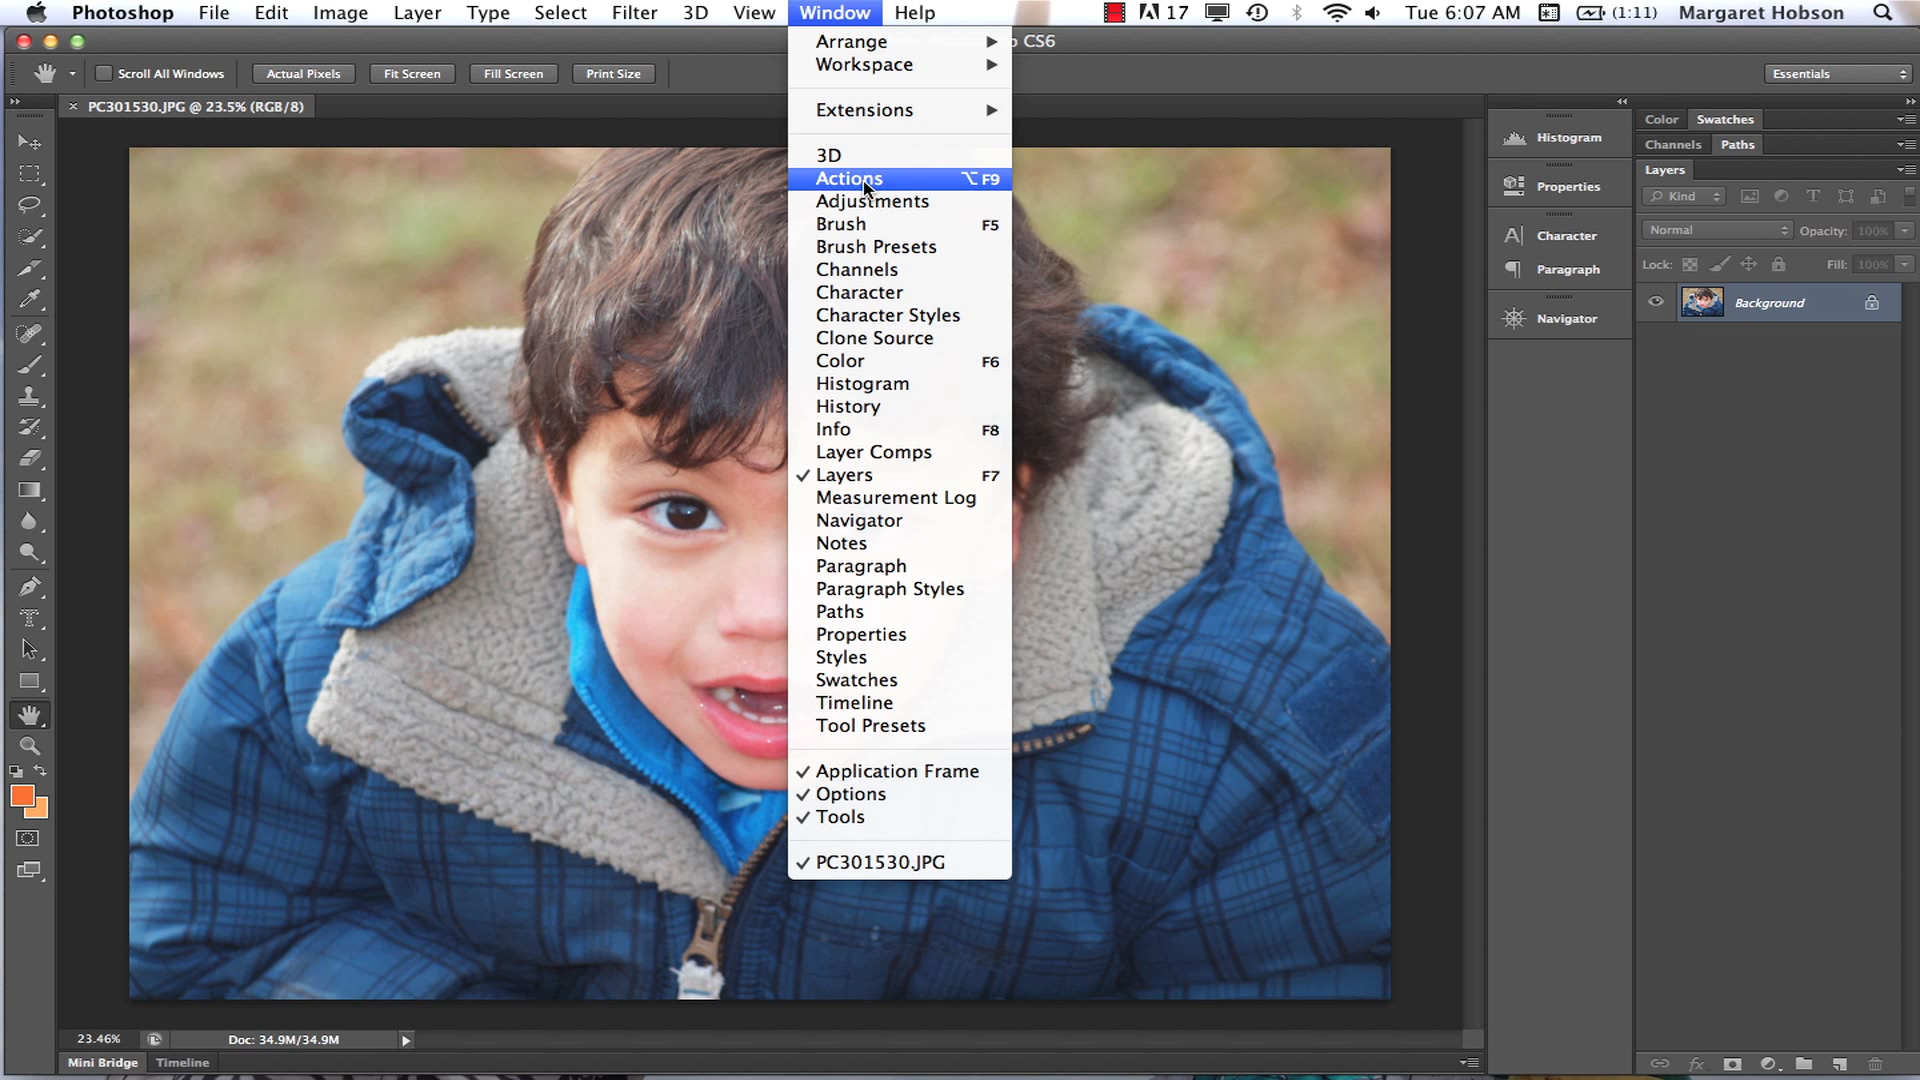 Photoshop File Edit Image Layer Type Select Filter 3D View Window Help 17 Tue 6:07 AM (1:11) Margaret Hobson
CS6
Scroll All Windows Actual Pixels Fit Screen Fill Screen Print Size Essentials
× PC301530.JPG @ 23.5% (RGB/8)
Arrange
Workspace
Extensions
3D
Actions ⌥ F9
Adjustments
Brush F5
Brush Presets
Channels
Character
Character Styles
Clone Source
Color F6
Histogram
History
Info F8
Layer Comps
✓ Layers F7
Measurement Log
Navigator
Notes
Paragraph
Paragraph Styles
Paths
Properties
Styles
Swatches
Timeline
Tool Presets
✓ Application Frame
✓ Options
✓ Tools
✓ PC301530.JPG
Histogram
Properties
Character
Paragraph
Navigator
Color Swatches
Channels Paths
Layers
Kind
Normal Opacity: 100%
Lock: Fill: 100%
Background
23.46% Doc: 34.9M/34.9M
Mini Bridge Timeline